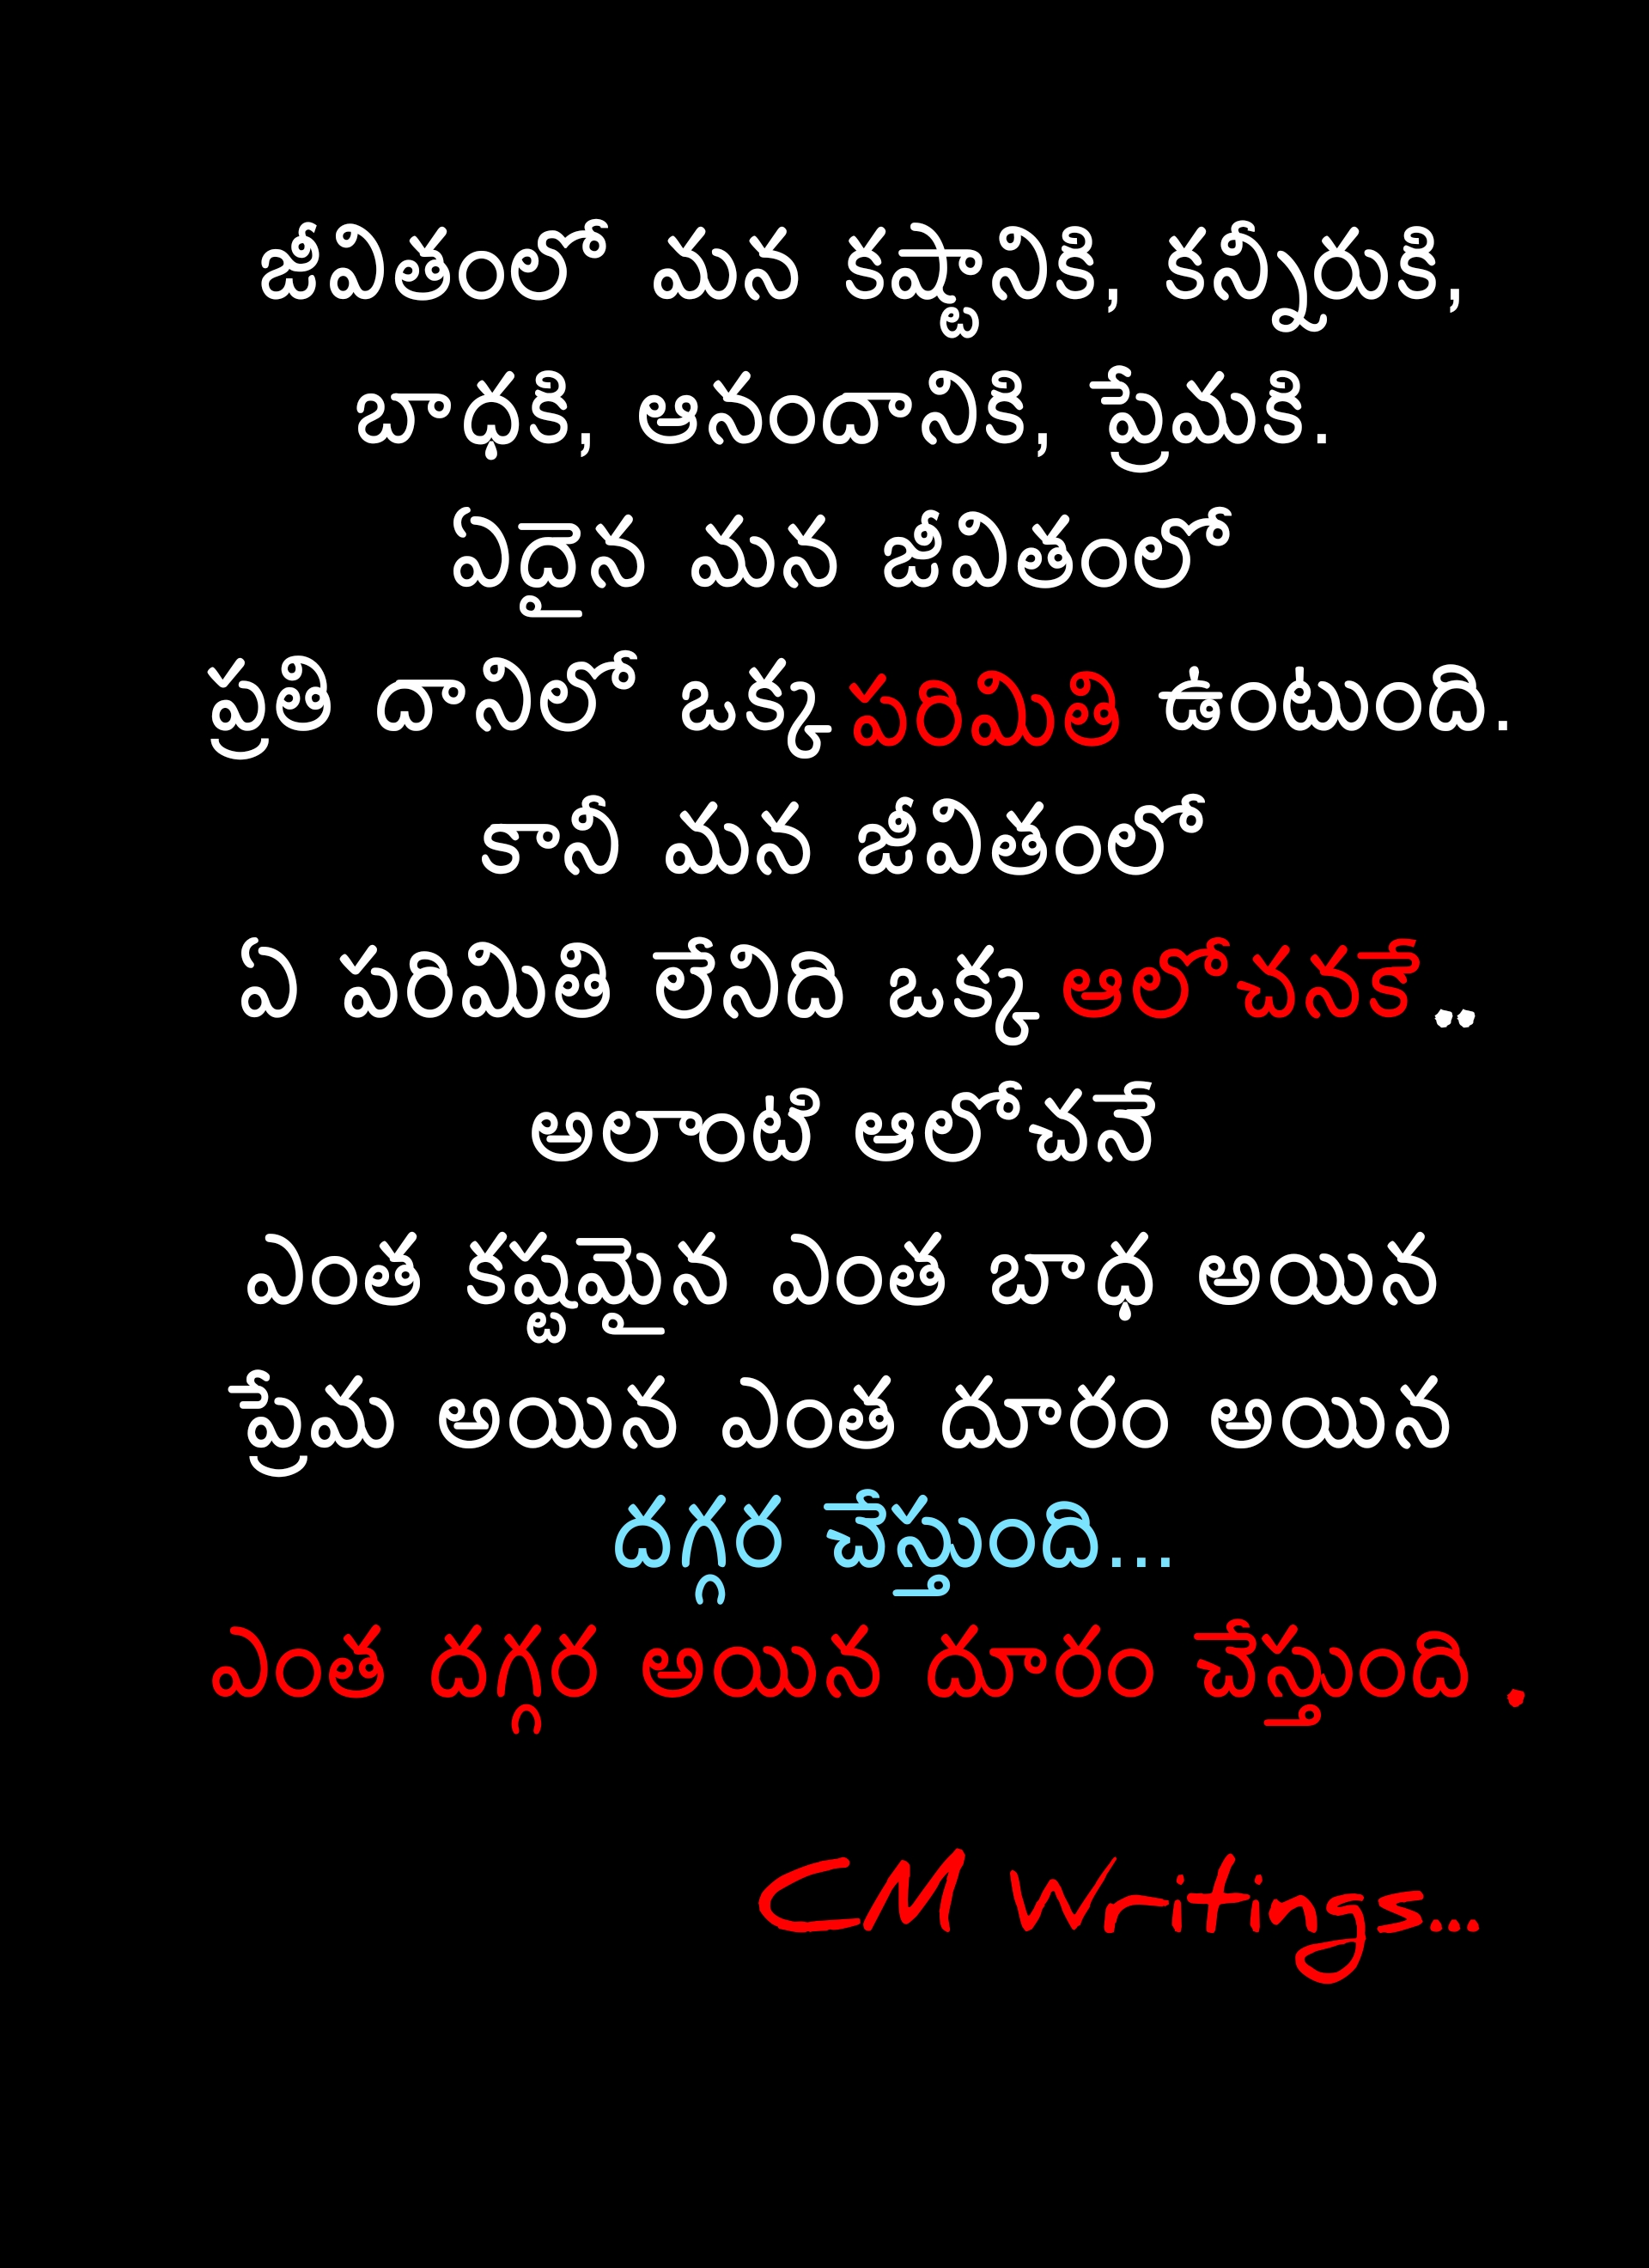 జీవితంలో మన కష్టానికి, కన్నీరుకి,
బాధకి, ఆనందానికి, ప్రేమకి.
ఏదైన మన జీవితంలో
ప్రతి దానిలో ఒక్క పరిమితి ఉంటుంది.
కానీ మన జీవితంలో
ఏ పరిమితి లేనిది ఒక్క ఆలోచనకే..
అలాంటి ఆలోచనే
ఎంత కష్టమైన ఎంత బాధ అయిన
ప్రేమ అయిన ఎంత దూరం అయిన
దగ్గర చేస్తుంది...
ఎంత దగ్గర అయిన దూరం చేస్తుంది .
CM Writings...